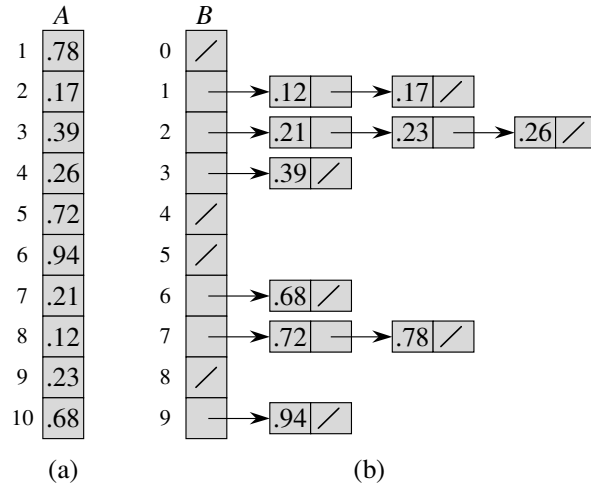 A B
1 .78 0
2 .17 1 .12 .17
3 .39 2 .21 .23 .26
4 .26 3 .39
5 .72 4
6 .94 5
7 .21 6 .68
8 .12 7 .72 .78
9 .23 8
10 .68 9 .94
(a) (b)